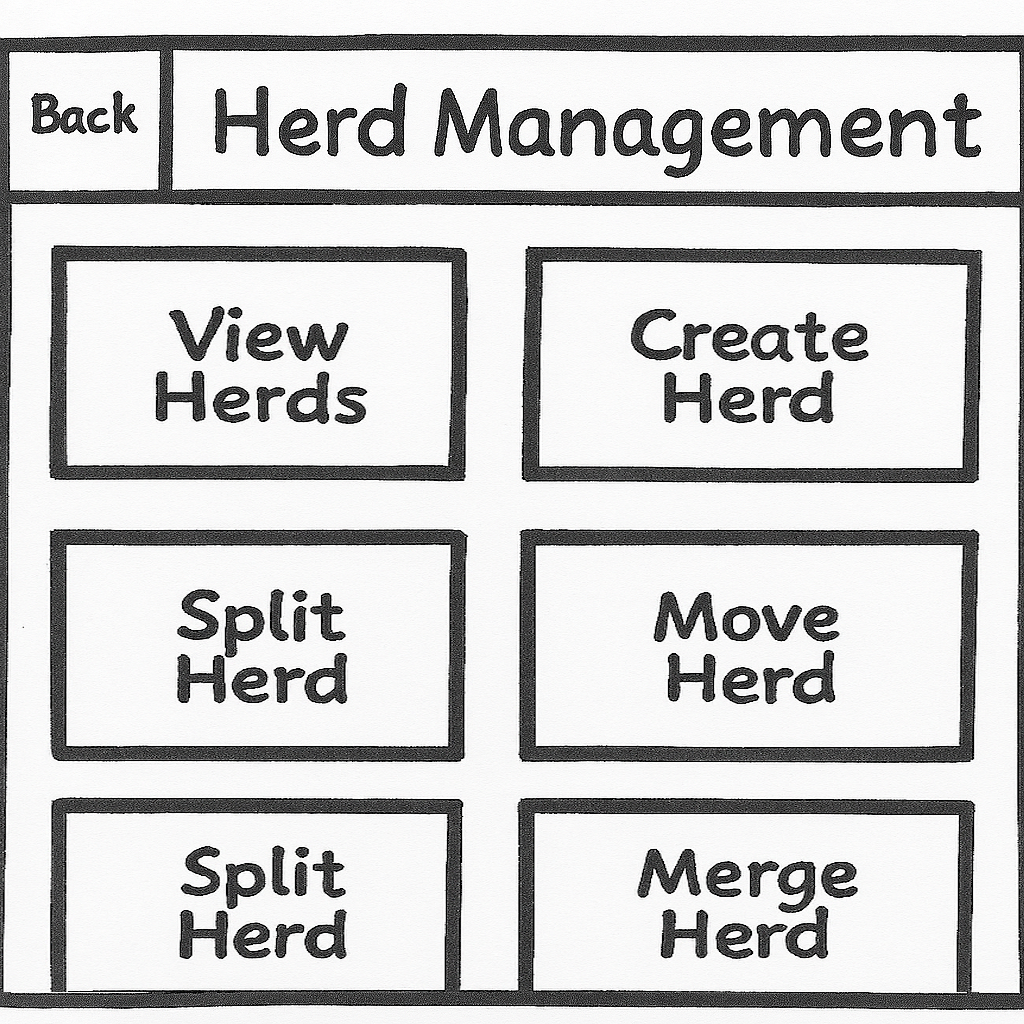 Back
Herd Management
View
Herds
Create
Herd
Split
Herd
Move
Herd
Split
Herd
Merge
Herd